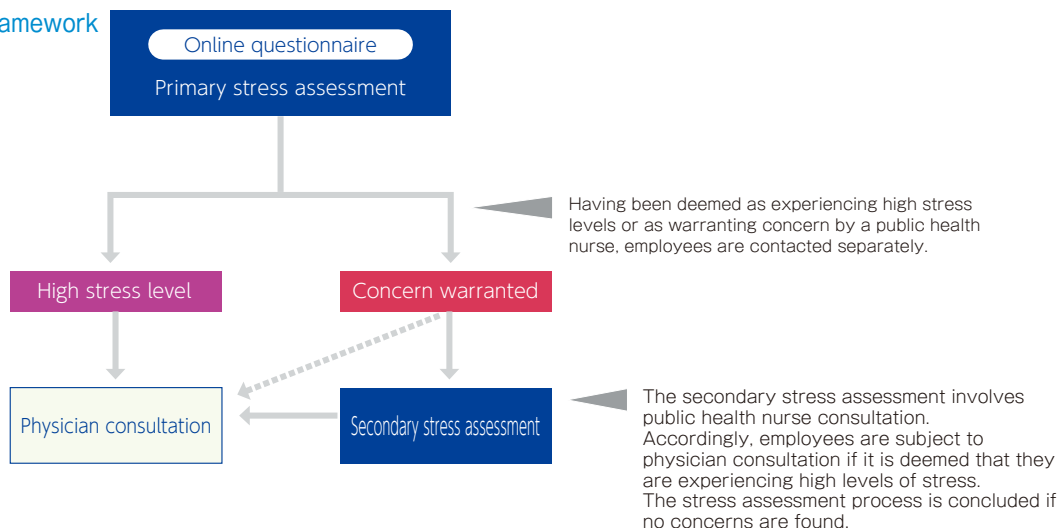 amework
Online questionnaire
Primary stress assessment
Having been deemed as experiencing high stress
levels or as warranting concern by a public health
nurse, employees are contacted separately.
High stress level
Concern warranted
Physician consultation
Secondary stress assessment
The secondary stress assessment involves
public health nurse consultation.
Accordingly, employees are subject to
physician consultation if it is deemed that they
are experiencing high levels of stress.
The stress assessment process is concluded if
no concerns are found.